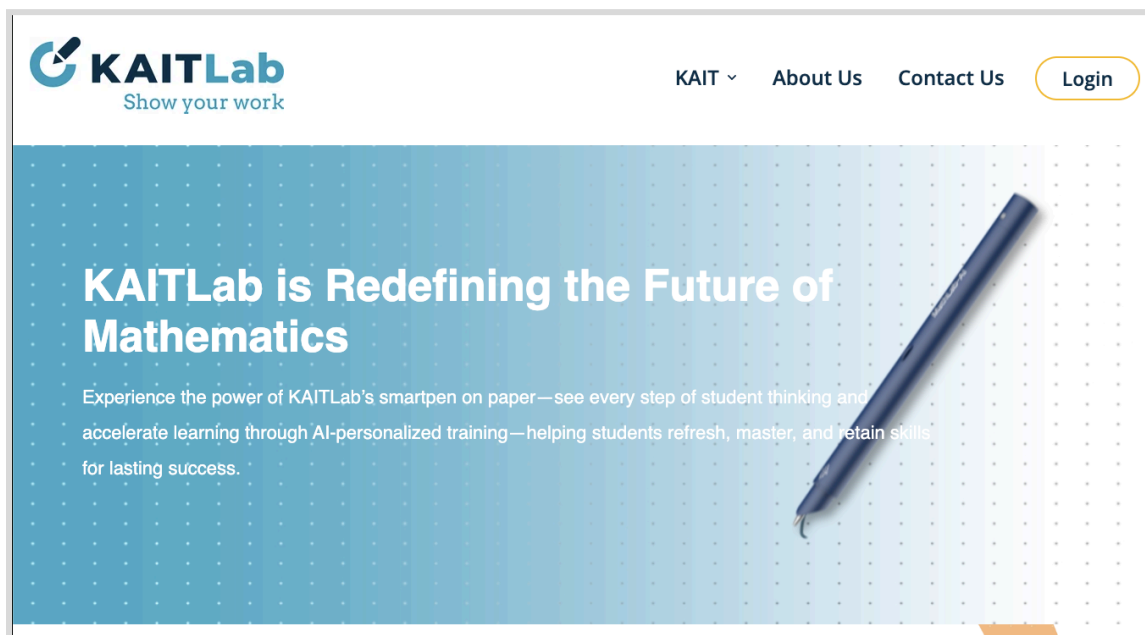 KAITLab
Show your work
KAIT
About Us
Contact Us
Login
KAITLab is Redefining the Future of
Mathematics
Experience the power of KAITLab’s smartpen on paper—see every step of student thinking and
accelerate learning through AI-personalized training—helping students refresh, master, and retain skills
for lasting success.